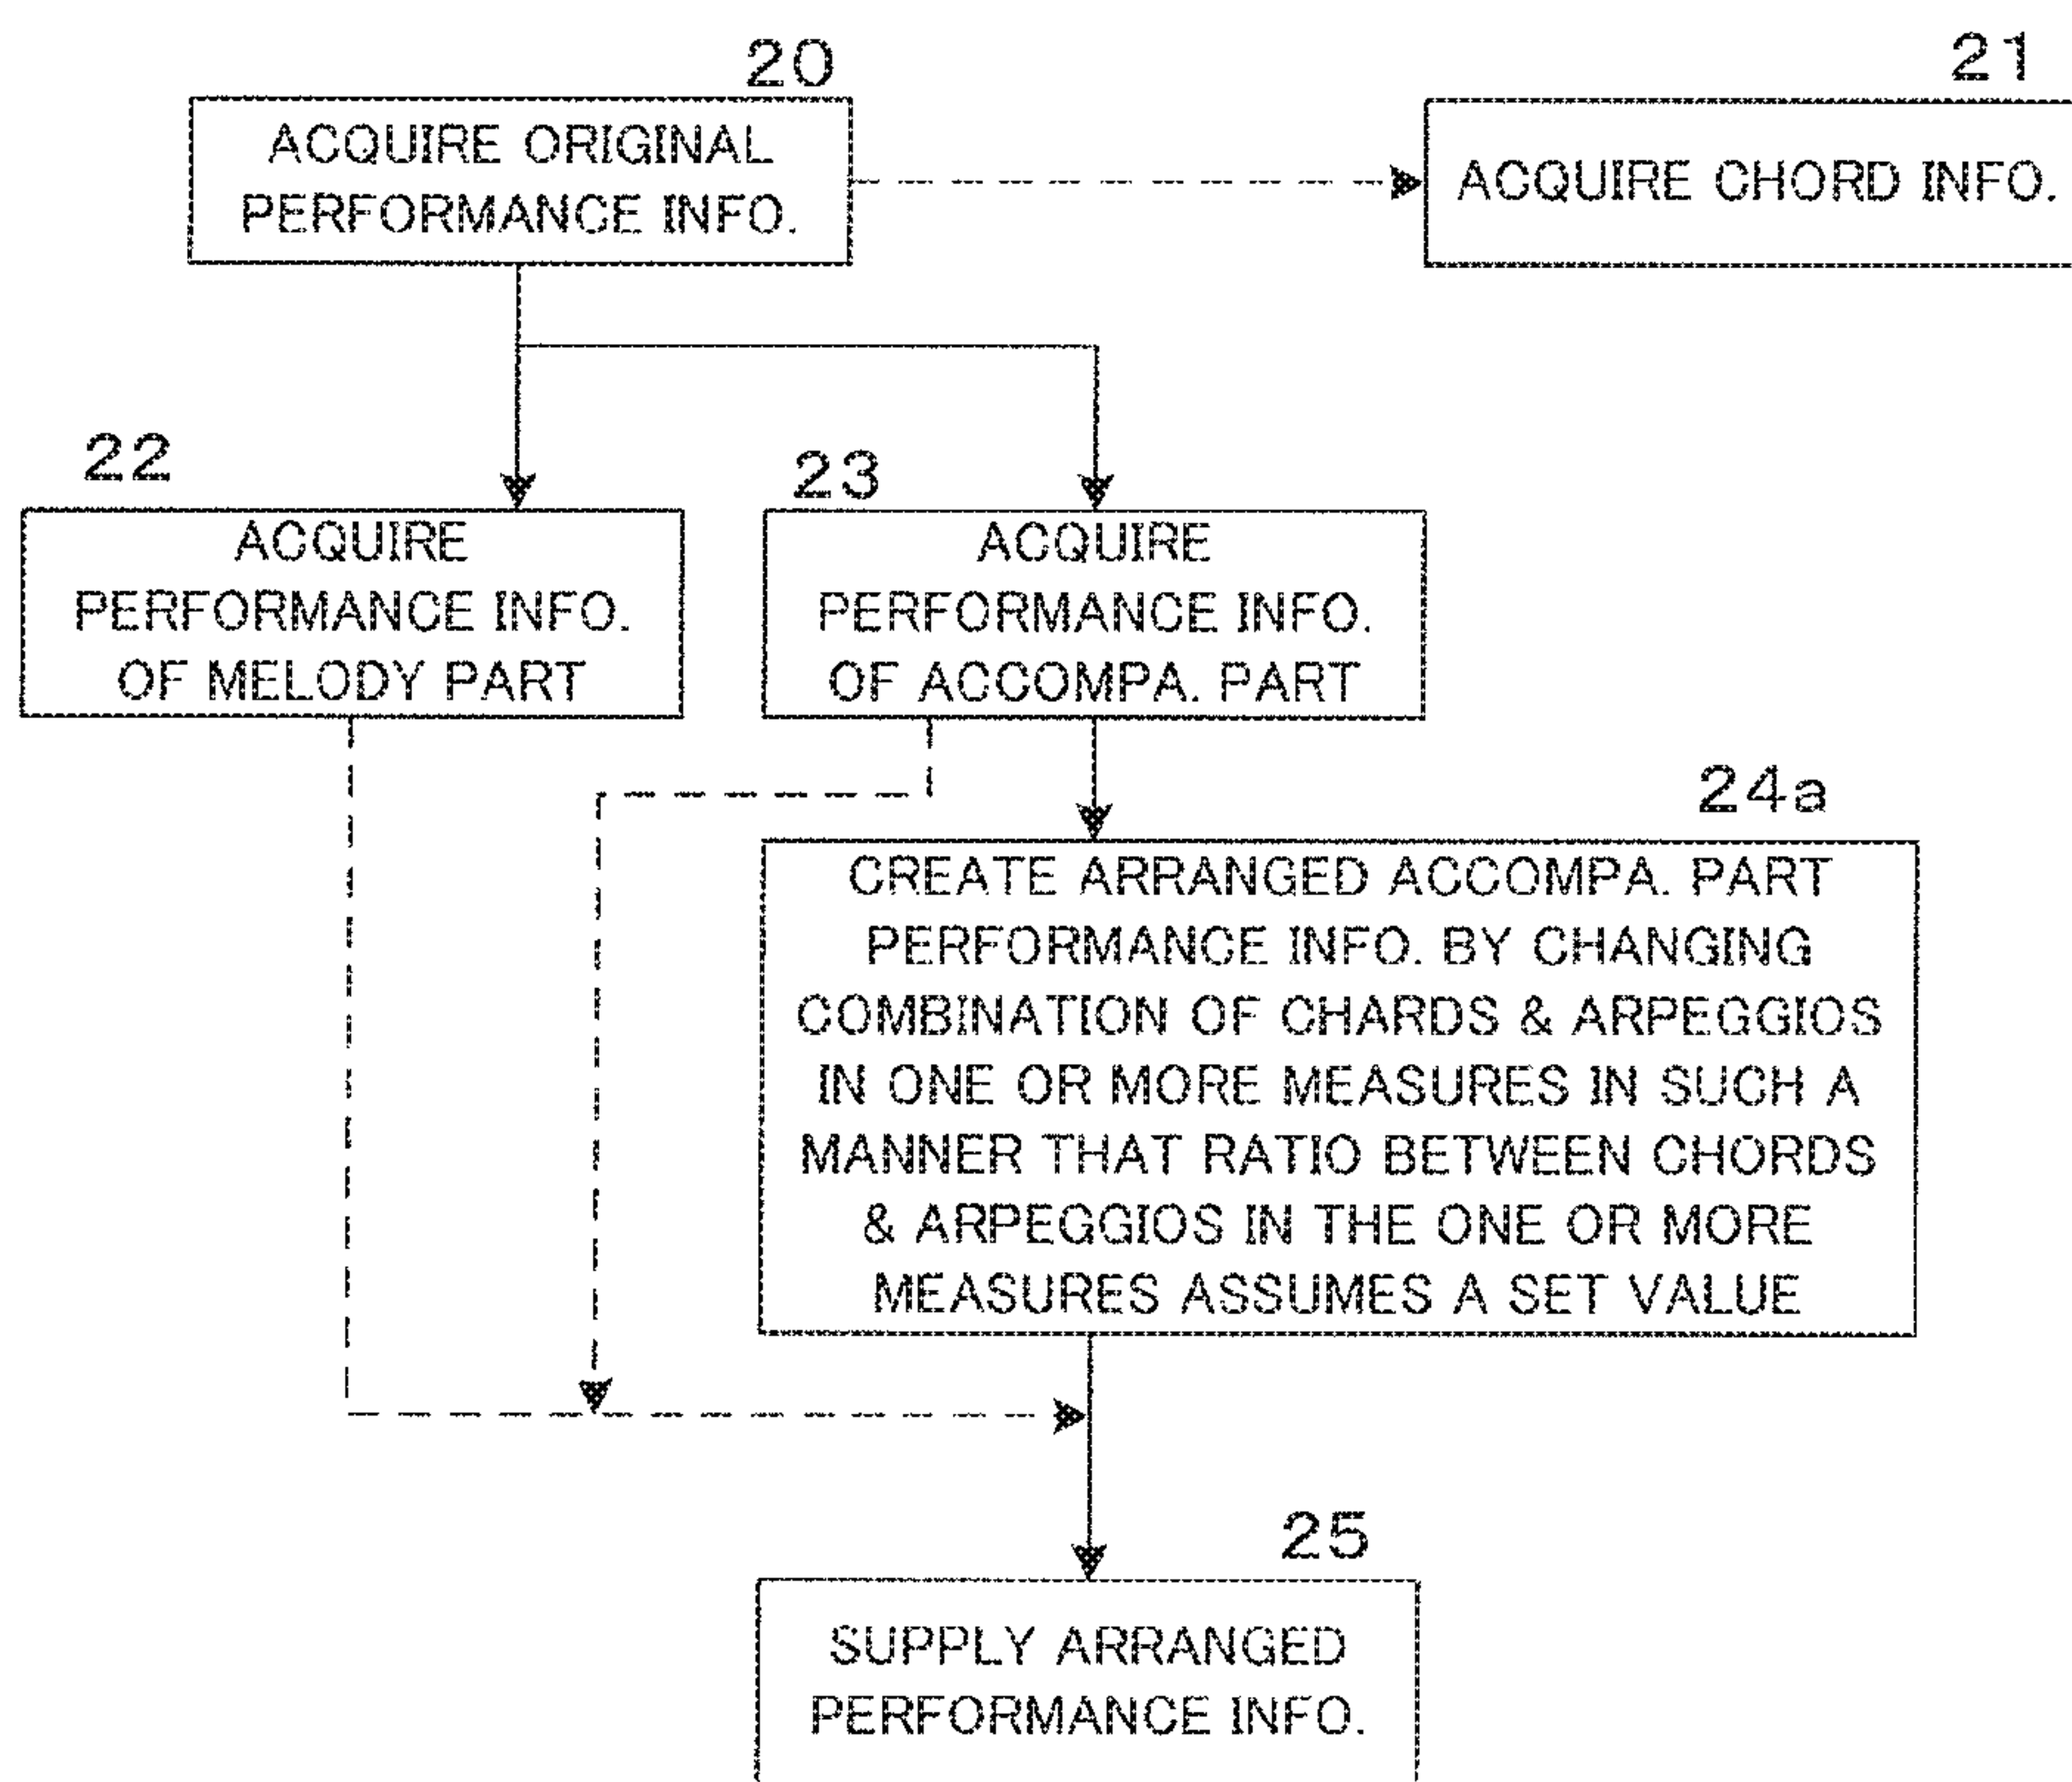 20
ACQUIRE ORIGINAL
PERFORMANCE INFO.
21
ACQUIRE CHORD INFO.
22
ACQUIRE
PERFORMANCE INFO.
OF MELODY PART
23
ACQUIRE
PERFORMANCE INFO.
OF ACCOMPA. PART
24a
CREATE ARRANGED ACCOMPA. PART
PERFORMANCE INFO. BY CHANGING
COMBINATION OF CHARDS & ARPEGGIOS
IN ONE OR MORE MEASURES IN SUCH A
MANNER THAT RATIO BETWEEN CHORDS
& ARPEGGIOS IN THE ONE OR MORE
MEASURES ASSUMES A SET VALUE
25
SUPPLY ARRANGED
PERFORMANCE INFO.